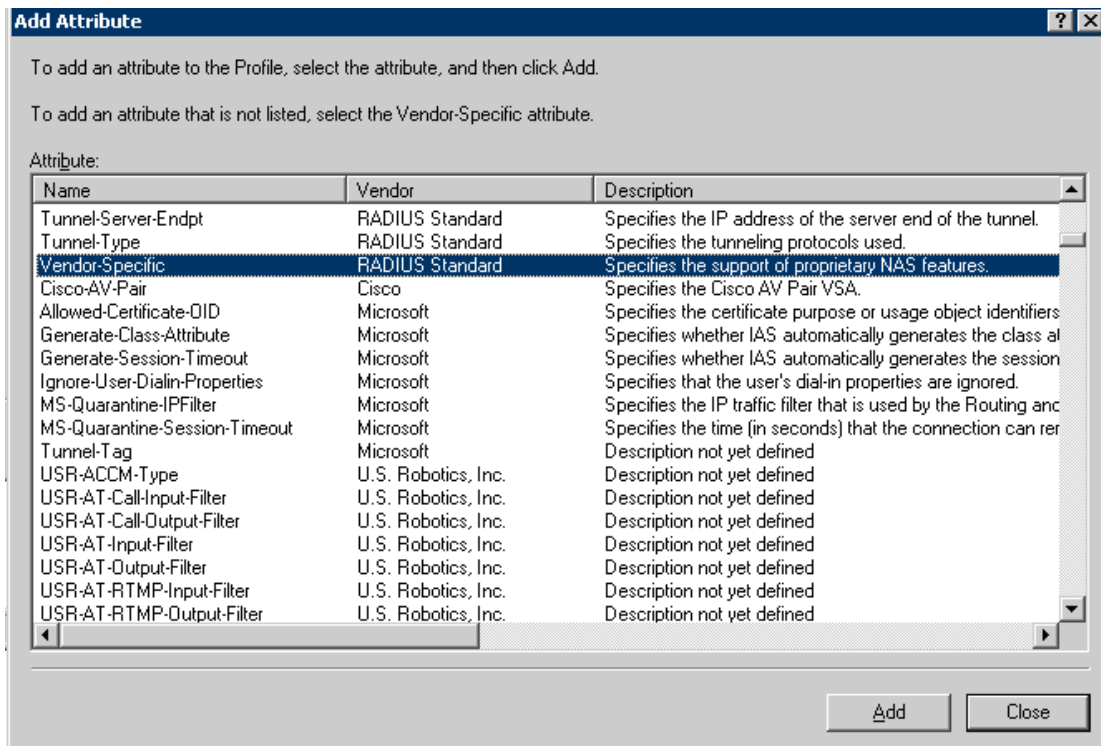 Add Attribute
To add an attribute to the Profile, select the attribute, and then click Add.
To add an attribute that is not listed, select the Vendor-Specific attribute.
Attribute:
Name Vendor Description
Tunnel-Server-Endpt RADIUS Standard Specifies the IP address of the server end of the tunnel.
Tunnel-Type RADIUS Standard Specifies the tunneling protocols used.
Vendor-Specific RADIUS Standard Specifies the support of proprietary NAS features.
Cisco-AV-Pair Cisco Specifies the Cisco AV Pair VSA.
Allowed-Certificate-OID Microsoft Specifies the certificate purpose or usage object identifiers
Generate-Class-Attribute Microsoft Specifies whether IAS automatically generates the class
Generate-Session-Timeout Microsoft Specifies whether IAS automatically generates the session
Ignore-User-Dialin-Properties Microsoft Specifies that the user's dial-in properties are ignored.
MS-Quarantine-IPFilter Microsoft Specifies the IP traffic filter that is used by the Routing and
MS-Quarantine-Session-Timeout Microsoft Specifies the time (in seconds) that the connection can
Tunnel-Tag Microsoft Description not yet defined
USR-ACCM-Type U.S. Robotics, Inc. Description not yet defined
USR-AT-Call-Input-Filter U.S. Robotics, Inc. Description not yet defined
USR-AT-Call-Output-Filter U.S. Robotics, Inc. Description not yet defined
USR-AT-Input-Filter U.S. Robotics, Inc. Description not yet defined
USR-AT-Output-Filter U.S. Robotics, Inc. Description not yet defined
USR-AT-RTMP-Input-Filter U.S. Robotics, Inc. Description not yet defined
USR-AT-RTMP-Output-Filter U.S. Robotics, Inc. Description not yet defined
Add Close